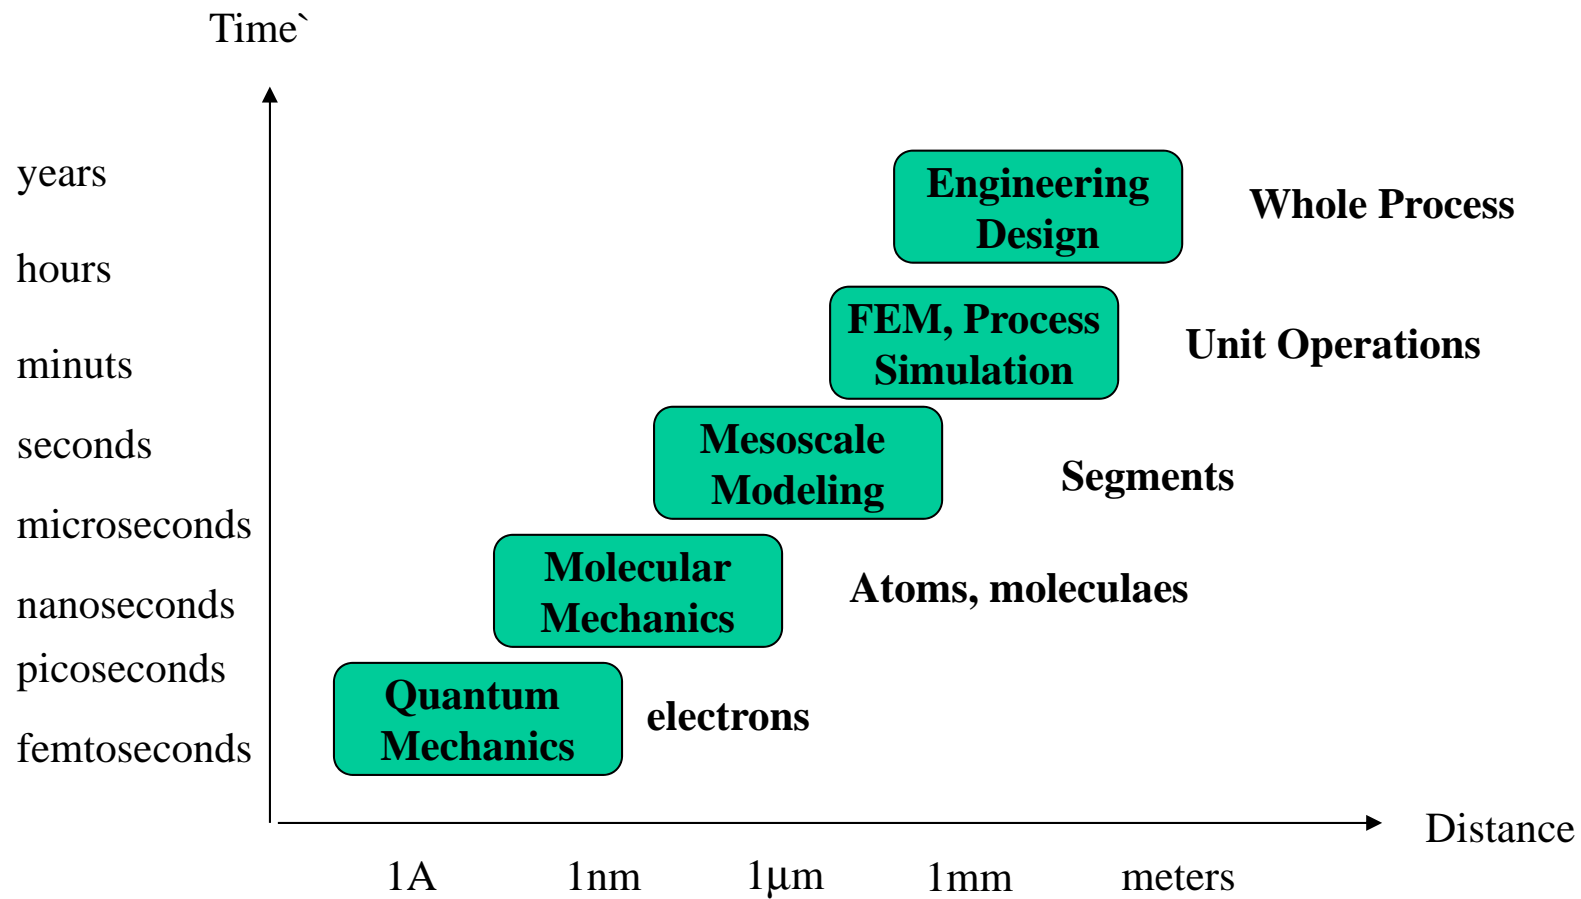 Time`
years
Engineering
Design
Whole Process
hours
FEM, Process
Simulation
Unit Operations
minuts
seconds
Mesoscale
Modeling
Segments
microseconds
Molecular
Mechanics
Atoms, moleculaes
nanoseconds
picoseconds
Quantum
Mechanics
electrons
femtoseconds
Distance
1A 1nm 1μm 1mm meters